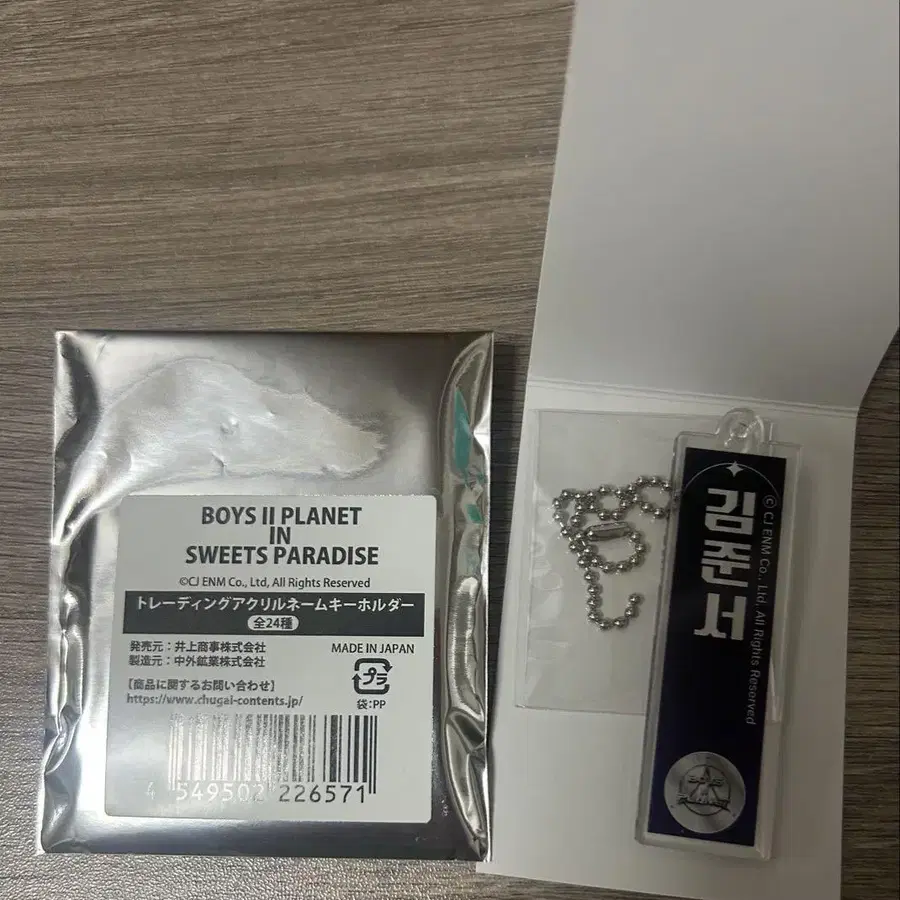 BOYS II PLANET
IN
SWEETS PARADISE
©CJ ENM Co., Ltd, All Rights Reserved
トレーディングアクリルネームキーホルダー
全24種
発売元：井上商事株式会社
製造元：中外鉱業株式会社
MADE IN JAPAN
プラ
袋:PP
【商品に関するお問い合わせ】
https://www.chugai-contents.jp/
4 549502 226571
김준서
©CJ ENM Co., Ltd, All Rights Reserved
BOYS
PLANET